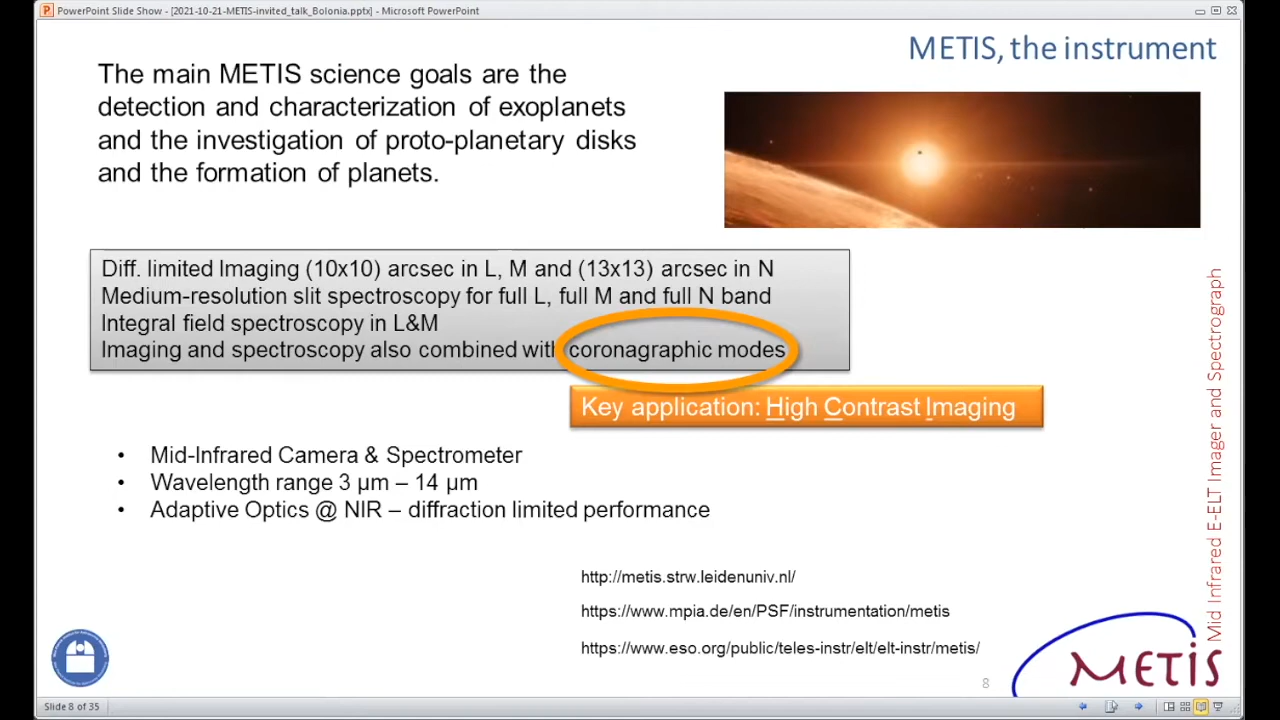 PowerPoint Slide Show - [2021-10-21-METIS-invited_talk_Bolonia.pptx] - Microsoft PowerPoint
METIS, the instrument
The main METIS science goals are the
detection and characterization of exoplanets
and the investigation of proto-planetary disks
and the formation of planets.
Diff. limited Imaging (10x10) arcsec in L, M and (13x13) arcsec in N
Medium-resolution slit spectroscopy for full L, full M and full N band
Integral field spectroscopy in L&M
Imaging and spectroscopy also combined with coronagraphic modes
Key application: High Contrast Imaging
• Mid-Infrared Camera & Spectrometer
• Wavelength range 3 µm – 14 µm
• Adaptive Optics @ NIR – diffraction limited performance
http://metis.strw.leidenuniv.nl/
https://www.mpia.de/en/PSF/instrumentation/metis
https://www.eso.org/public/teles-instr/elt/elt-instr/metis/
Mid Infrared E-ELT Imager and Spectrograph
METIS
8
Slide 8 of 35